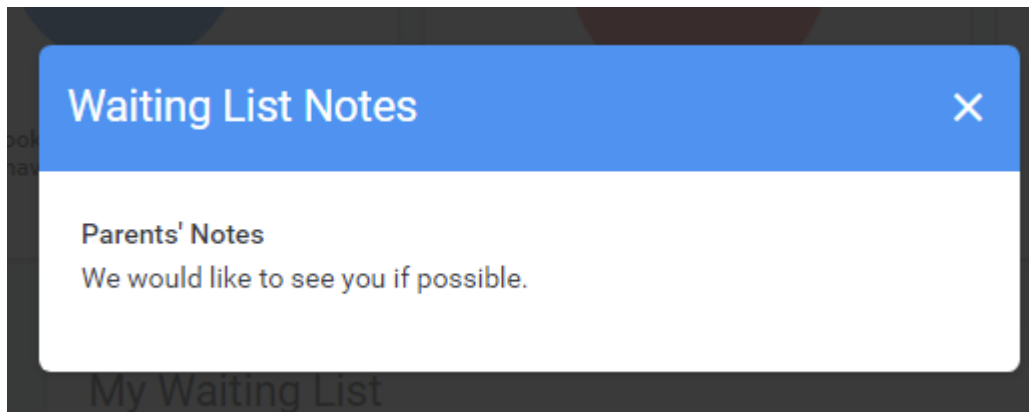 Waiting List Notes
Parents' Notes
We would like to see you if possible.
My Waiting List